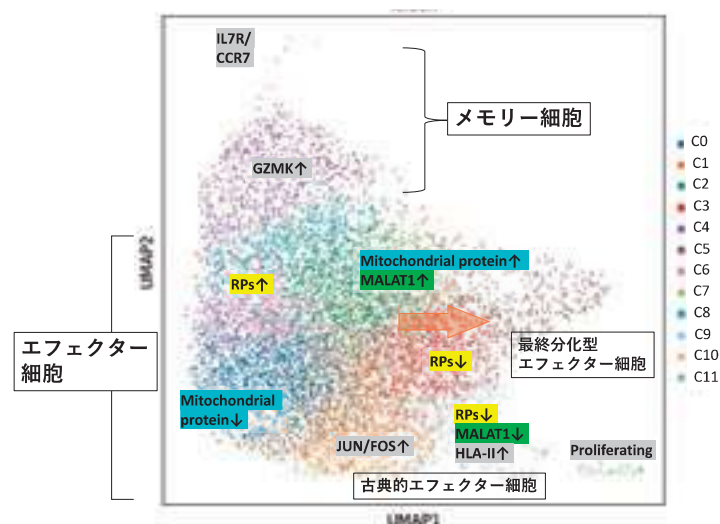 IL7R/
CCR7
メモリー細胞
GZMK↑
C0
C1
C2
C3
C4
C5
C6
C7
C8
C9
C10
C11
UMAP2
Mitochondrial protein↑
MALAT1↑
RPs↑
エフェクター
細胞
最終分化型
エフェクター細胞
RPs↓
Mitochondrial
protein↓
RPs↓
MALAT1↓
HLA-II↑
JUN/FOS↑
Proliferating
古典的エフェクター細胞
UMAP1